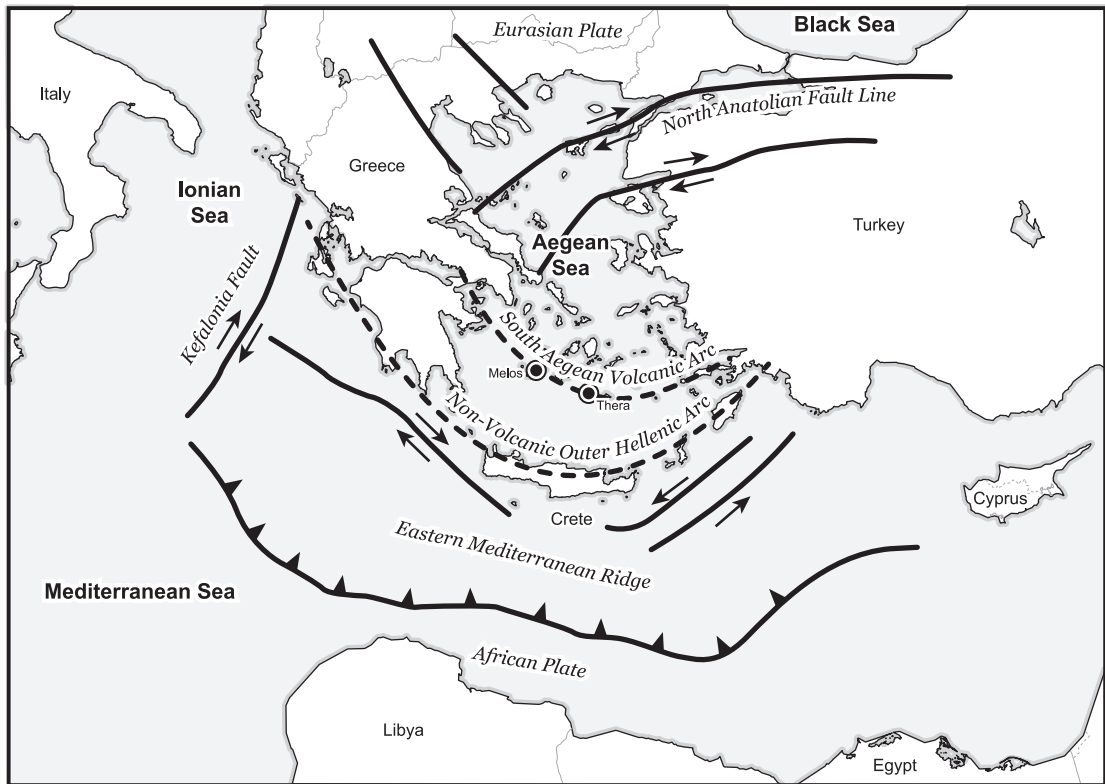 Eurasian Plate
Black Sea
Italy
North Anatolian Fault Line
Greece
Ionian
Sea
Turkey
Aegean
Sea
Kefalonia Fault
South Aegean Volcanic Arc
Melos
Thera
Non-Volcanic Outer Hellenic Arc
Cyprus
Crete
Eastern Mediterranean Ridge
Mediterranean Sea
African Plate
Libya
Egypt